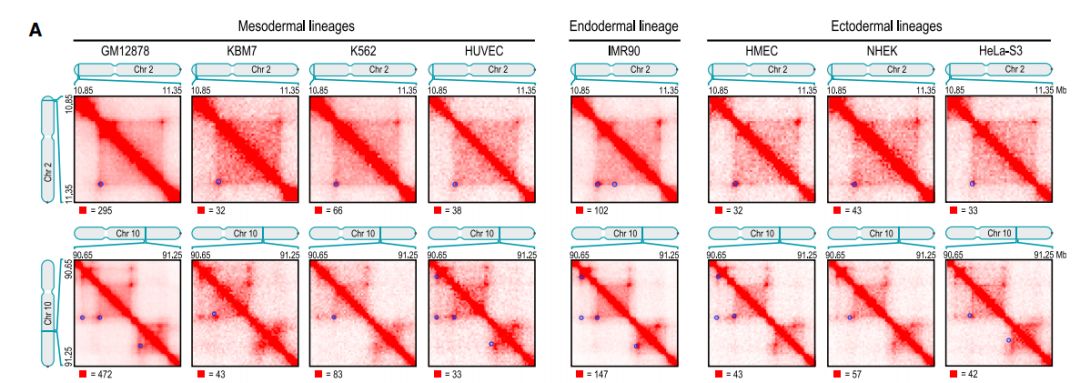 A
Mesodermal lineages Endodermal lineage Ectodermal lineages
GM12878 KBM7 K562 HUVEC IMR90 HMEC NHEK HeLa-S3
Chr 2 Chr 2 Chr 2 Chr 2 Chr 2 Chr 2 Chr 2 Chr 2
10.85 11.35 10.85 11.35 10.85 11.35 10.85 11.35 10.85 11.35 10.85 11.35 10.85 11.35 10.85 11.35 Mb
10.85
Chr 2
11.35
= 295 = 32 = 66 = 38 = 102 = 32 = 43 = 33
Chr 10 Chr 10 Chr 10 Chr 10 Chr 10 Chr 10 Chr 10 Chr 10
90.65 91.25 90.65 91.25 90.65 91.25 90.65 91.25 90.65 91.25 90.65 91.25 90.65 91.25 90.65 91.25 Mb
90.65
Chr 10
91.25
= 472 = 43 = 83 = 33 = 147 = 43 = 57 = 42